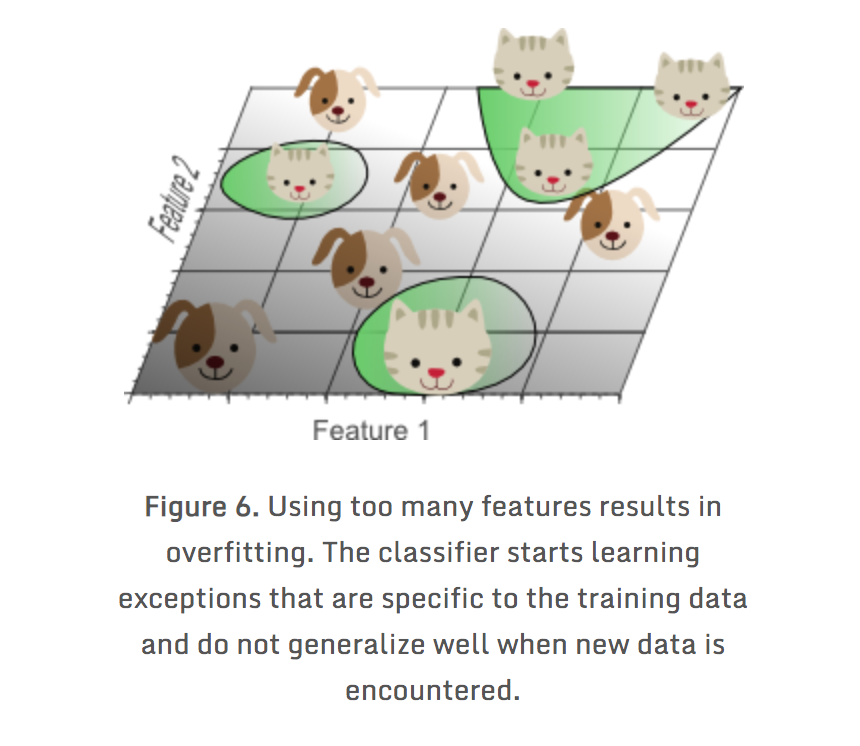 Feature 2
Feature 1
Figure 6. Using too many features results in
overfitting. The classifier starts learning
exceptions that are specific to the training data
and do not generalize well when new data is
encountered.